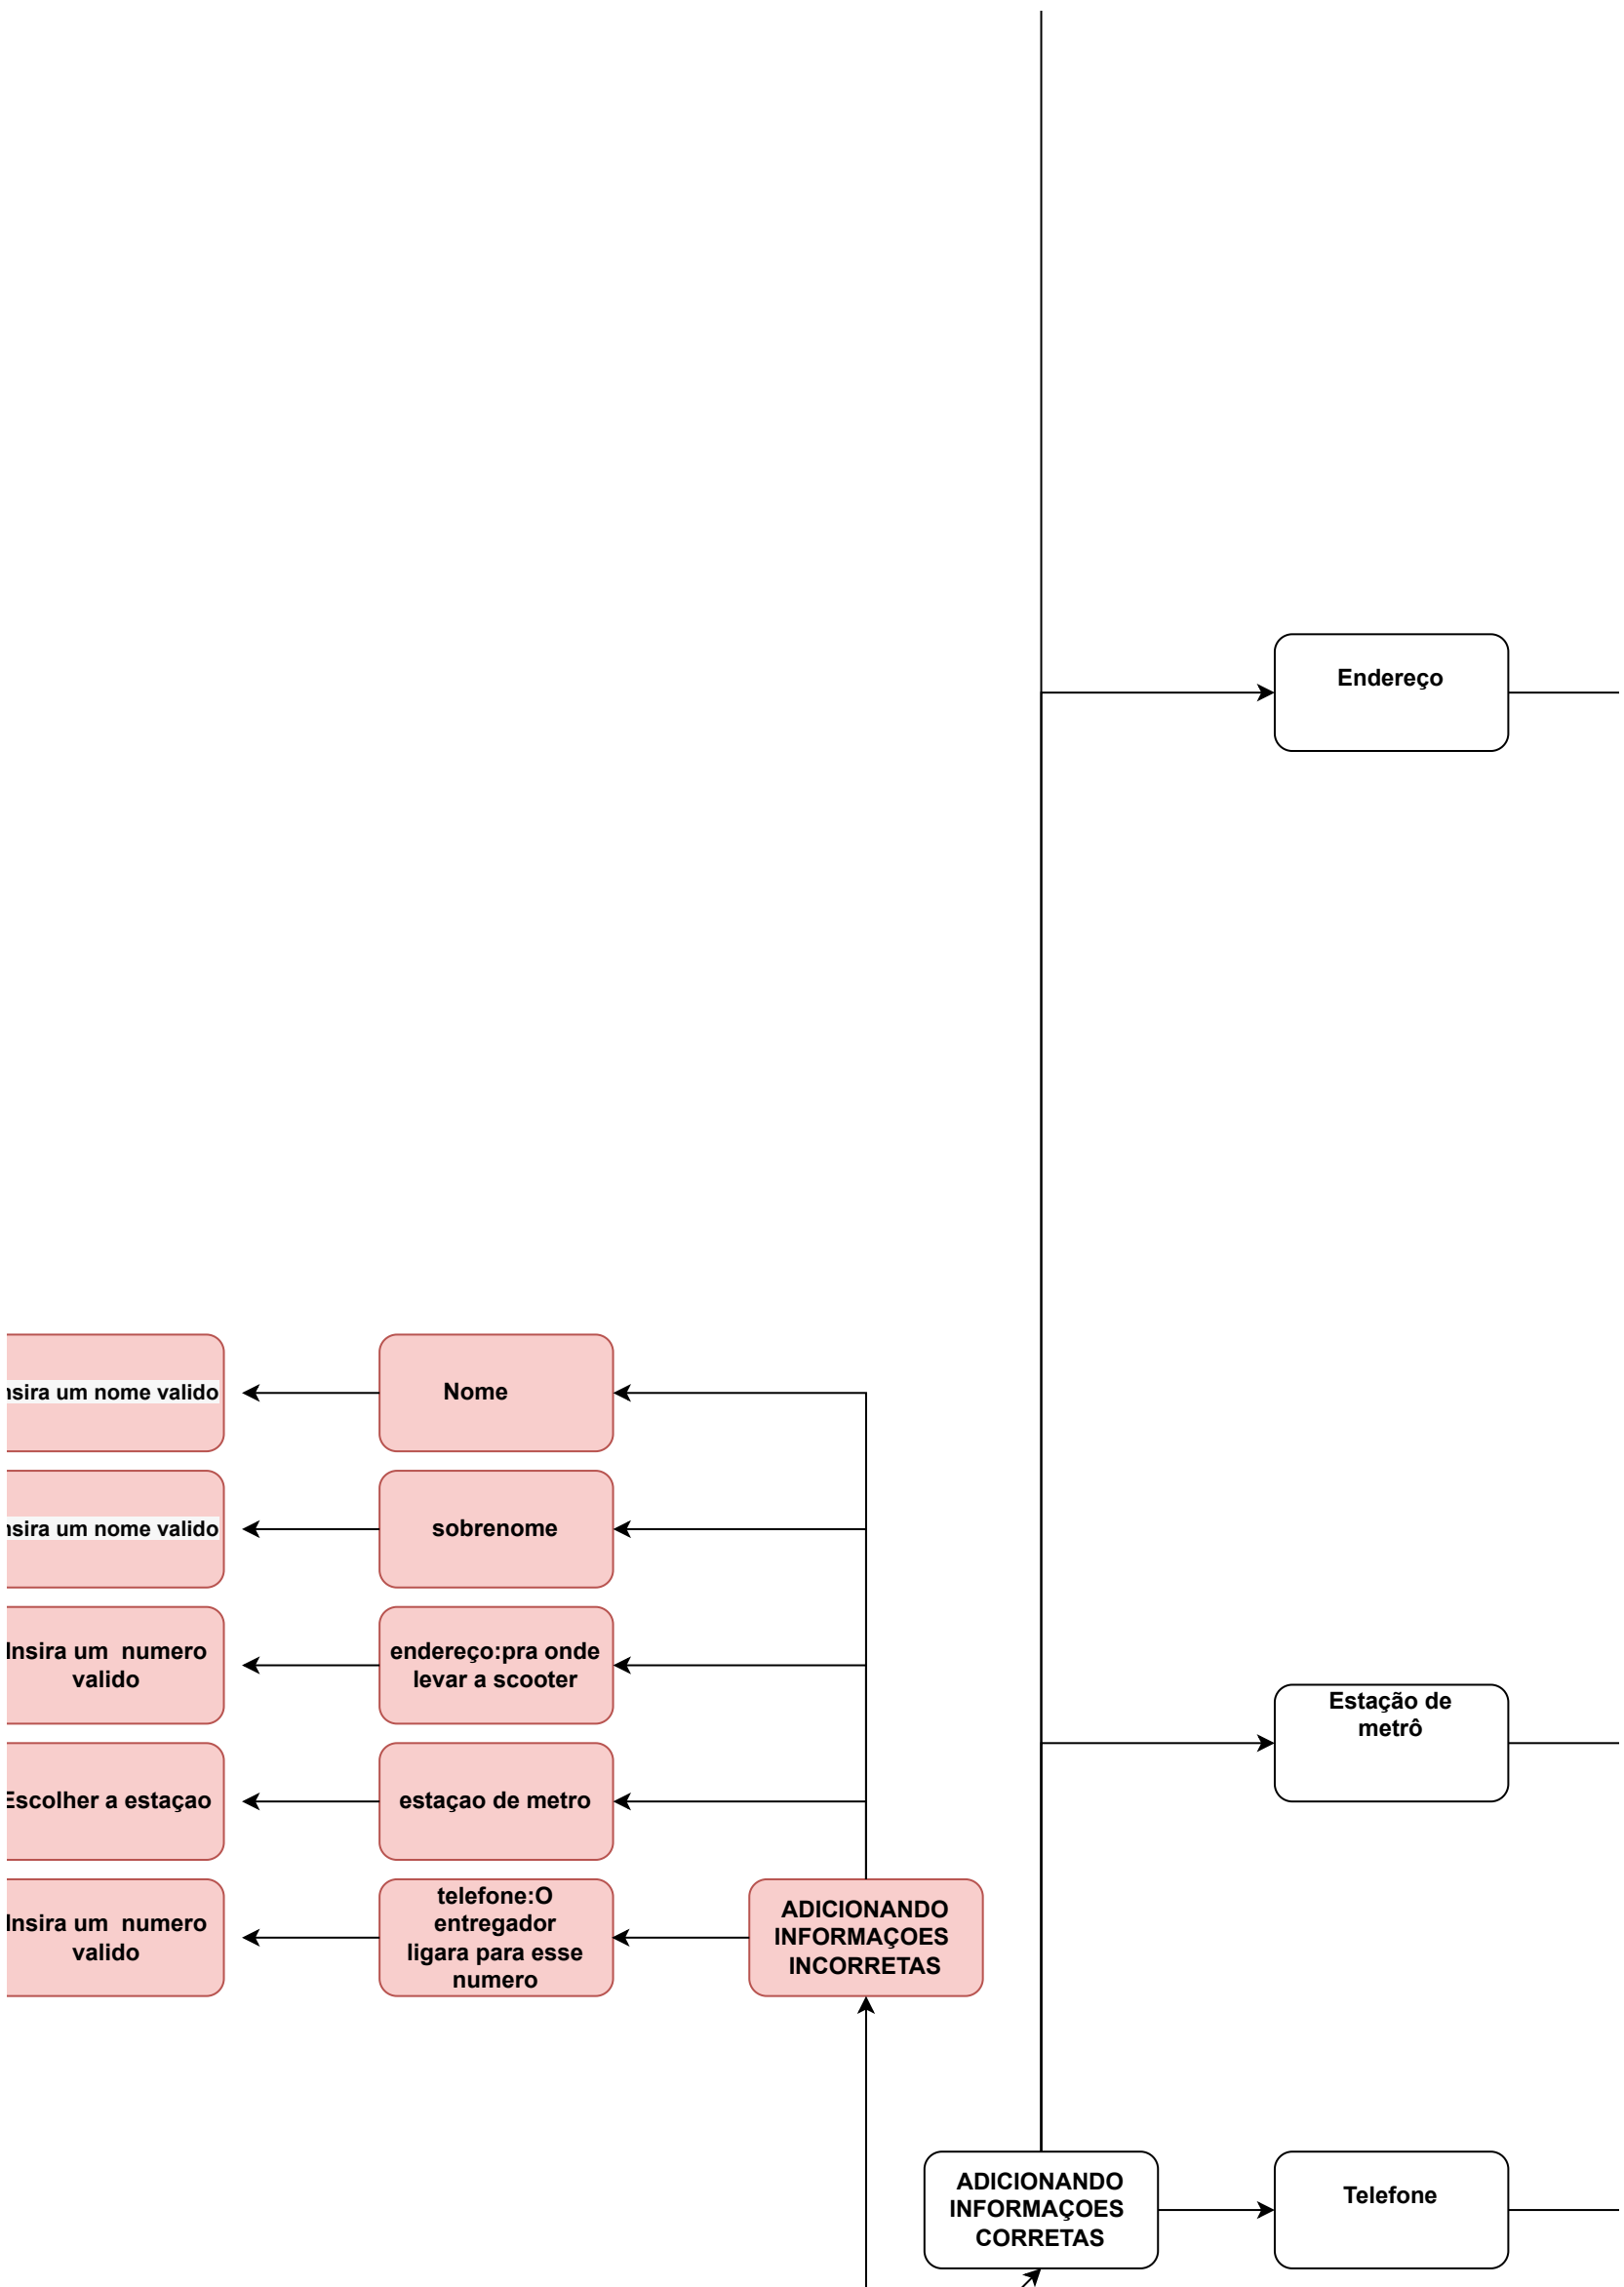 Endereço
nsira um nome valido
Nome
nsira um nome valido
sobrenome
Insira um  numero
valido
endereço:pra onde
levar a scooter
Estação de
metrô
Escolher a estaçao
estaçao de metro
Insira um  numero
valido
telefone:O
entregador
ligara para esse
numero
ADICIONANDO
INFORMAÇOES
INCORRETAS
ADICIONANDO
INFORMAÇOES
CORRETAS
Telefone